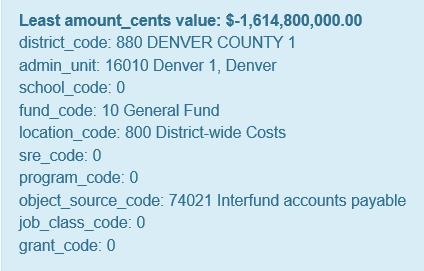 Least amount_cents value: $-1,614,800,000.00
district_code: 880 DENVER COUNTY 1
admin_unit: 16010 Denver 1, Denver
school_code: 0
fund_code: 10 General Fund
location_code: 800 District-wide Costs
sre_code: 0
program_code: 0
object_source_code: 74021 Interfund accounts payable
job_class_code: 0
grant_code: 0